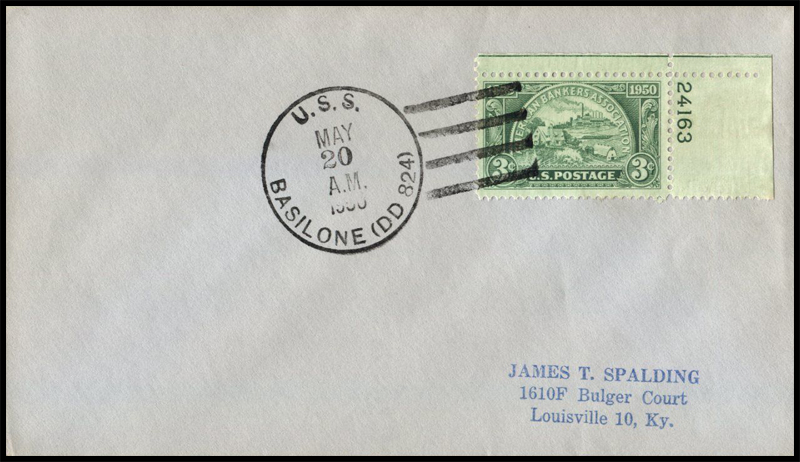 U.S.S.
MAY
20
A.M.
BASILONE (DD 824)
BANKERS ASSOCIATION
1950
3¢ 3¢
U.S. POSTAGE
24163
JAMES T. SPALDING
1610F Bulger Court
Louisville 10, Ky.